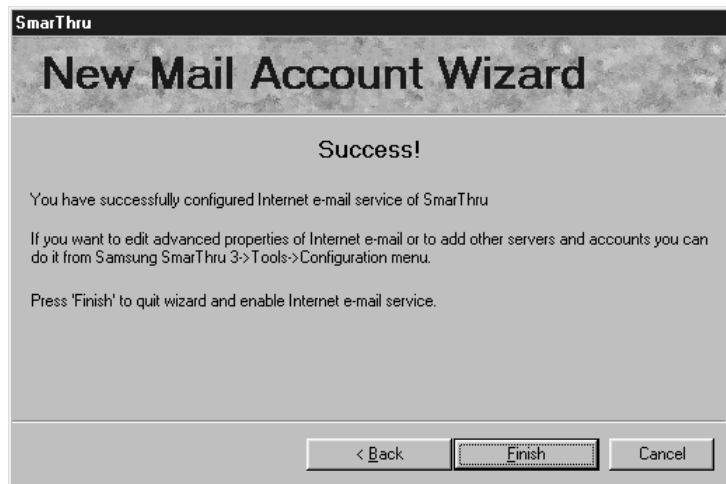 SmarThru
New Mail Account Wizard
Success!
You have successfully configured Internet e-mail service of SmarThru
If you want to edit advanced properties of Internet e-mail or to add other servers and accounts you can
do it from Samsung SmarThru 3->Tools->Configuration menu.
Press 'Finish' to quit wizard and enable Internet e-mail service.
< Back Finish Cancel